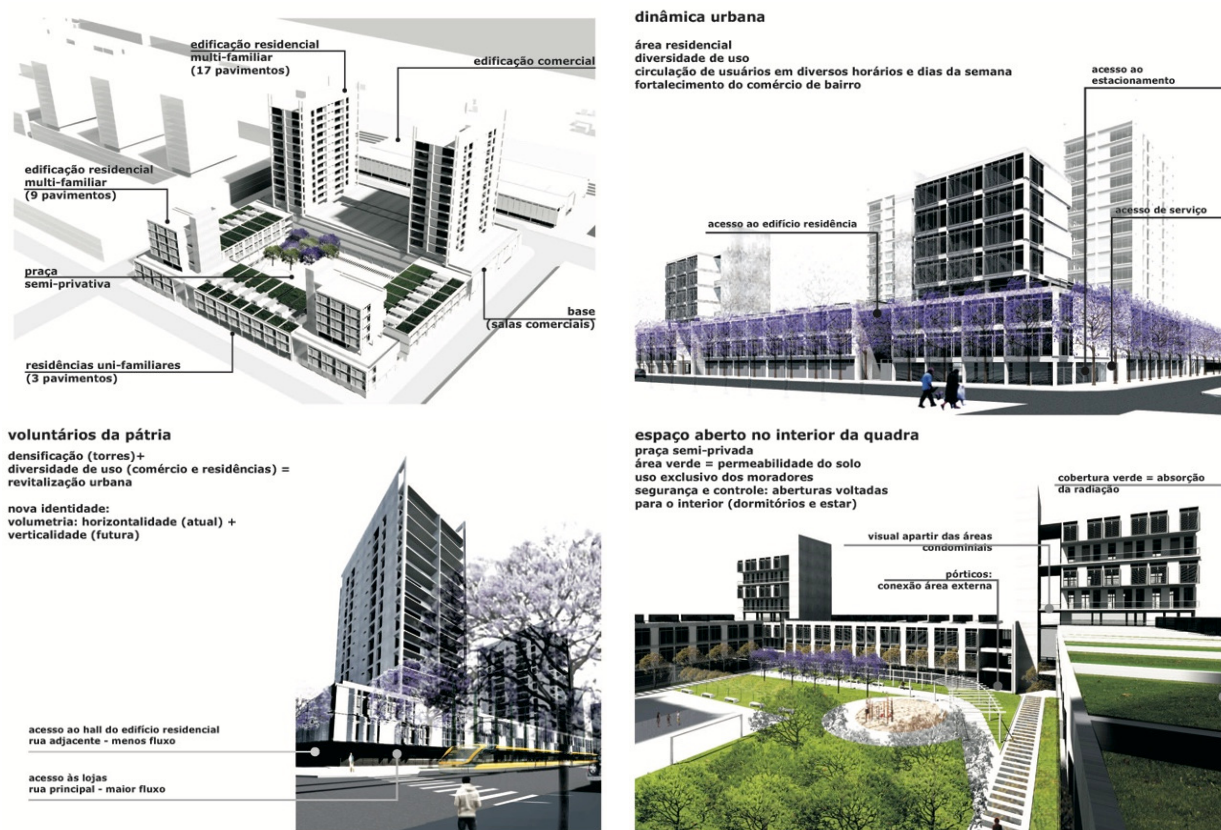 edificação residencial
multi-familiar
(17 pavimentos)
edificação comercial
edificação residencial
multi-familiar
(9 pavimentos)
praça
semi-privativa
base
(salas comerciais)
residências uni-familiares
(3 pavimentos)
dinâmica urbana
área residencial
diversidade de uso
circulação de usuários em diversos horários e dias da semana
fortalecimento do comércio de bairro
acesso ao
estacionamento
acesso ao edifício residência
acesso de serviço
voluntários da pátria
densificação (torres)+
diversidade de uso (comércio e residências) =
revitalização urbana
nova identidade:
volumetria: horizontalidade (atual) +
verticalidade (futura)
acesso ao hall do edifício residencial
rua adjacente - menos fluxo
acesso às lojas
rua principal - maior fluxo
espaço aberto no interior da quadra
praça semi-privada
área verde = permeabilidade do solo
uso exclusivo dos moradores
segurança e controle: aberturas voltadas
para o interior (dormitórios e estar)
cobertura verde = absorção
da radiação
visual apartir das áreas
condominiais
pórticos:
conexão área externa